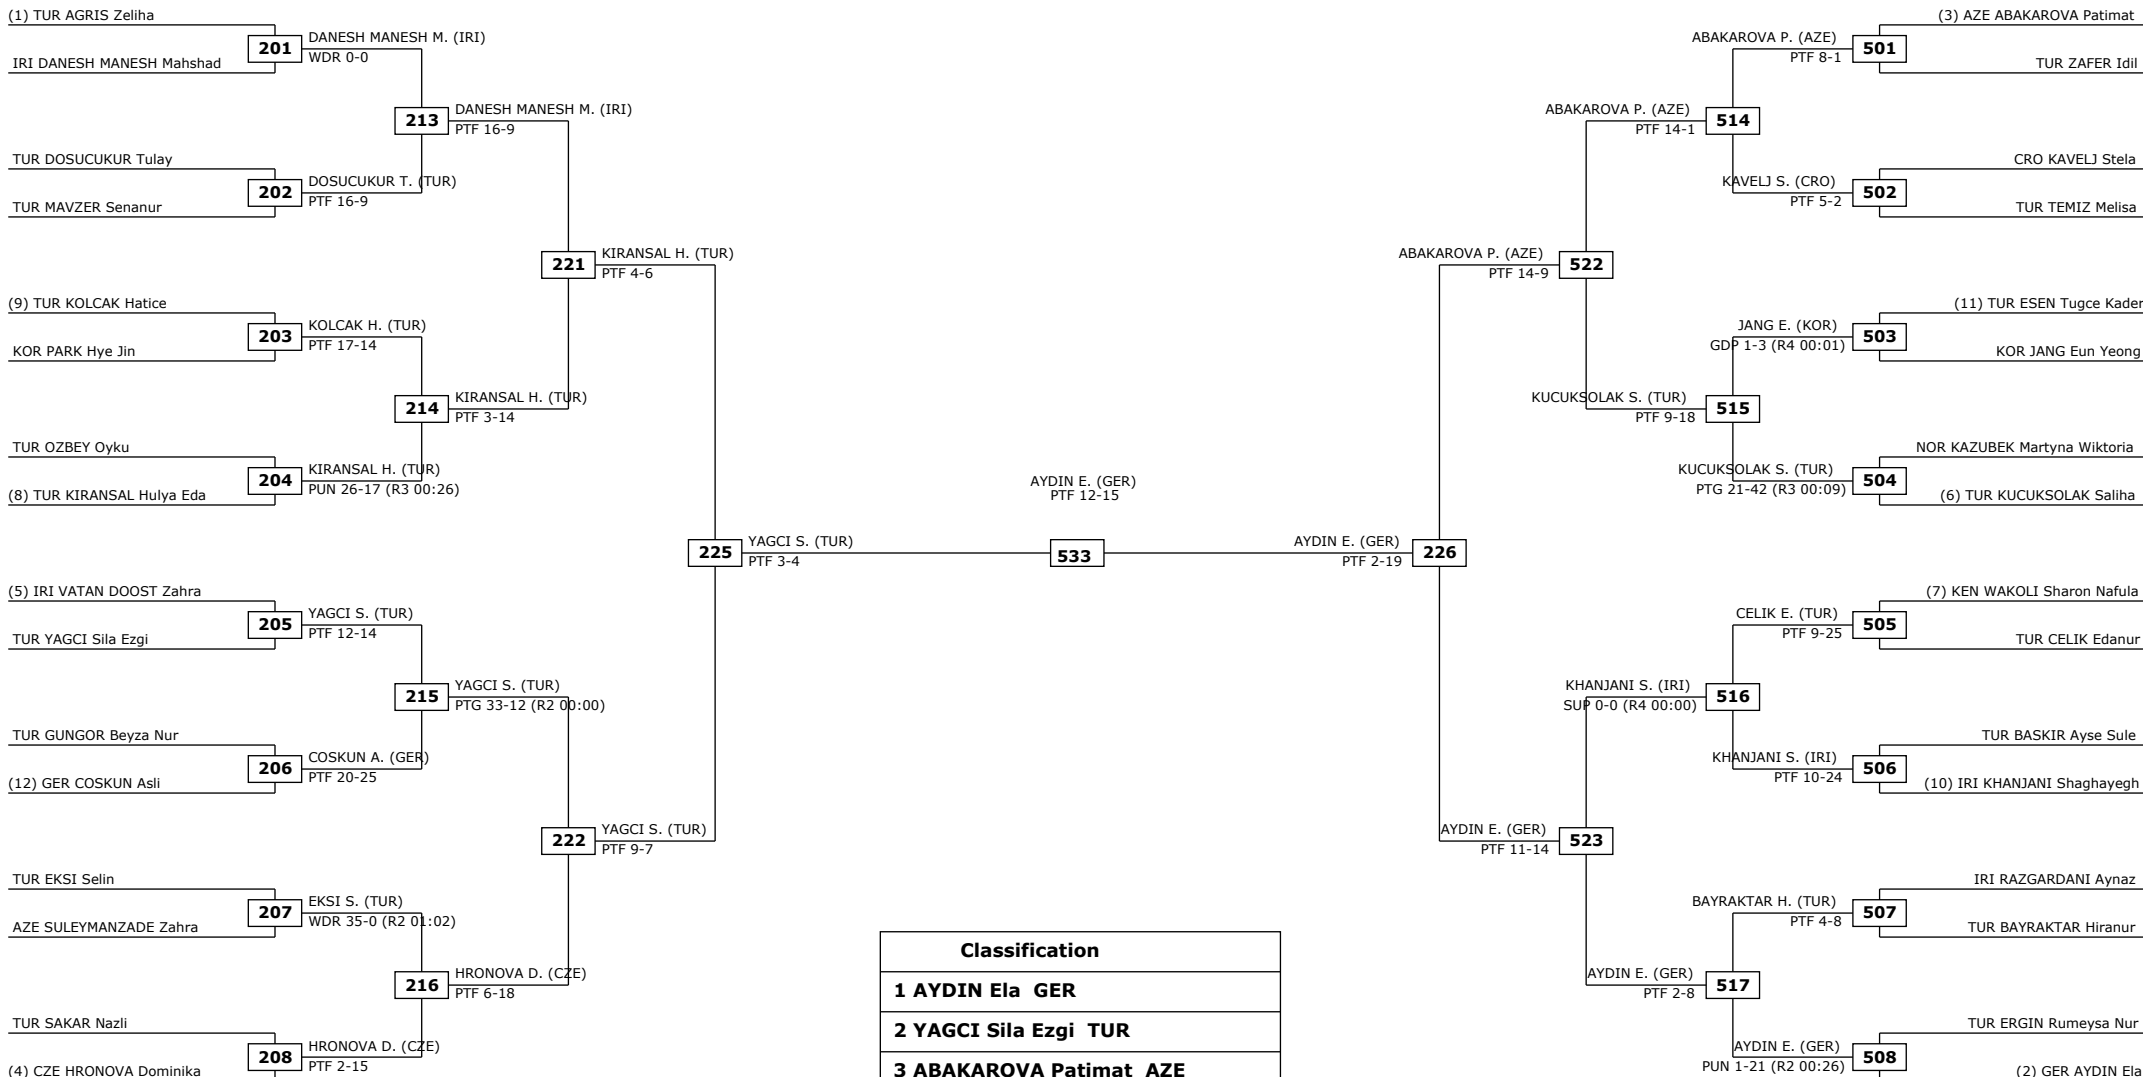 (1) TUR AGRIS Zeliha
201
DANESH MANESH M. (IRI)
WDR 0-0
IRI DANESH MANESH Mahshad
213
DANESH MANESH M. (IRI)
PTF 16-9
TUR DOSUCUKUR Tulay
202
DOSUCUKUR T. (TUR)
PTF 16-9
TUR MAVZER Senanur
221
KIRANSAL H. (TUR)
PTF 4-6
(9) TUR KOLCAK Hatice
203
KOLCAK H. (TUR)
PTF 17-14
KOR PARK Hye Jin
214
KIRANSAL H. (TUR)
PTF 3-14
TUR OZBEY Oyku
204
KIRANSAL H. (TUR)
PUN 26-17 (R3 00:26)
(8) TUR KIRANSAL Hulya Eda
225
YAGCI S. (TUR)
PTF 3-4
(5) IRI VATAN DOOST Zahra
205
YAGCI S. (TUR)
PTF 12-14
TUR YAGCI Sila Ezgi
215
YAGCI S. (TUR)
PTG 33-12 (R2 00:00)
TUR GUNGOR Beyza Nur
206
COSKUN A. (GER)
PTF 20-25
(12) GER COSKUN Asli
222
YAGCI S. (TUR)
PTF 9-7
TUR EKSI Selin
207
EKSI S. (TUR)
WDR 35-0 (R2 01:02)
AZE SULEYMANZADE Zahra
216
HRONOVA D. (CZE)
PTF 6-18
TUR SAKAR Nazli
208
HRONOVA D. (CZE)
PTF 2-15
(4) CZE HRONOVA Dominika
AYDIN E. (GER)
PTF 12-15
533
(3) AZE ABAKAROVA Patimat
ABAKAROVA P. (AZE)
PTF 8-1
501
TUR ZAFER Idil
ABAKAROVA P. (AZE)
PTF 14-1
514
CRO KAVELJ Stela
KAVELJ S. (CRO)
PTF 5-2
502
TUR TEMIZ Melisa
ABAKAROVA P. (AZE)
PTF 14-9
522
(11) TUR ESEN Tugce Kader
JANG E. (KOR)
GDP 1-3 (R4 00:01)
503
KOR JANG Eun Yeong
KUCUKSOLAK S. (TUR)
PTF 9-18
515
NOR KAZUBEK Martyna Wiktoria
KUCUKSOLAK S. (TUR)
PTG 21-42 (R3 00:09)
504
(6) TUR KUCUKSOLAK Saliha
AYDIN E. (GER)
PTF 2-19
226
(7) KEN WAKOLI Sharon Nafula
CELIK E. (TUR)
PTF 9-25
505
TUR CELIK Edanur
KHANJANI S. (IRI)
SUP 0-0 (R4 00:00)
516
TUR BASKIR Ayse Sule
KHANJANI S. (IRI)
PTF 10-24
506
(10) IRI KHANJANI Shaghayegh
AYDIN E. (GER)
PTF 11-14
523
IRI RAZGARDANI Aynaz
BAYRAKTAR H. (TUR)
PTF 4-8
507
TUR BAYRAKTAR Hiranur
AYDIN E. (GER)
PTF 2-8
517
TUR ERGIN Rumeysa Nur
AYDIN E. (GER)
PUN 1-21 (R2 00:26)
508
(2) GER AYDIN Ela
Classification
1 AYDIN Ela GER
2 YAGCI Sila Ezgi TUR
3 ABAKAROVA Patimat AZE